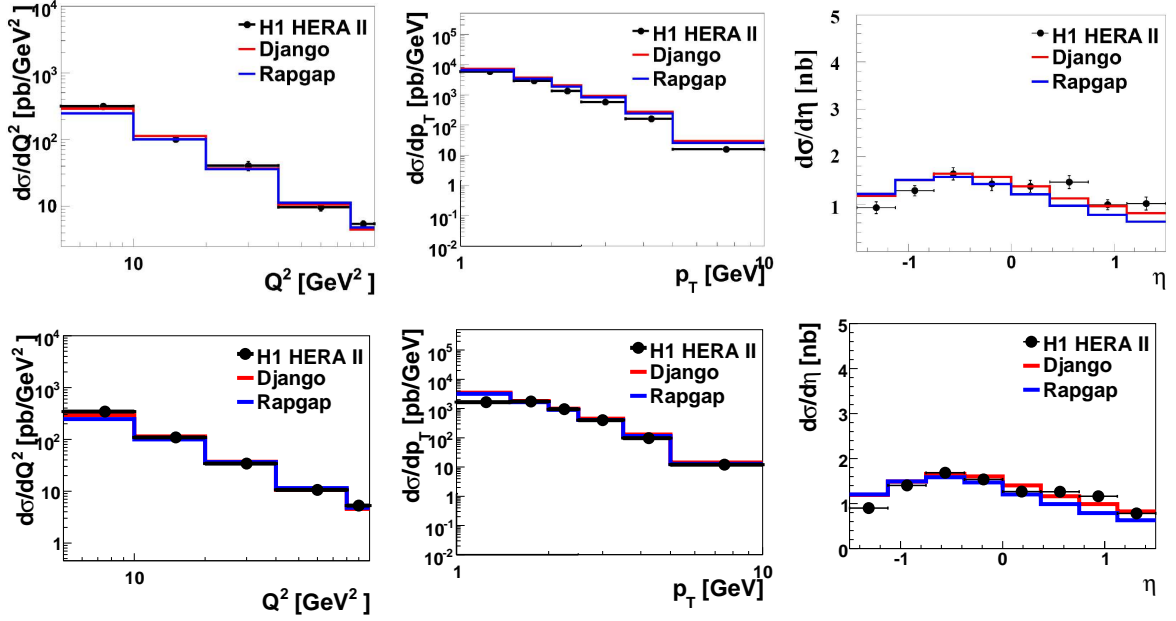 dσ/dQ² [pb/GeV²]
10⁴
10³
10²
10
H1 HERA II
Django
Rapgap
10
Q² [GeV²]
dσ/dp_T [pb/GeV]
10⁵
10⁴
10³
10²
10
1
10⁻¹
10⁻²
H1 HERA II
Django
Rapgap
1
10
p_T [GeV]
dσ/dη [nb]
5
4
3
2
1
H1 HERA II
Django
Rapgap
-1
0
1
η
dσ/dQ² [pb/GeV²]
10⁴
10³
10²
10
1
H1 HERA II
Django
Rapgap
10
Q² [GeV²]
dσ/dp_T [pb/GeV]
10⁵
10⁴
10³
10²
10
1
10⁻¹
10⁻²
H1 HERA II
Django
Rapgap
1
10
p_T [GeV]
dσ/dη [nb]
5
4
3
2
1
0
H1 HERA II
Django
Rapgap
-1
0
1
η